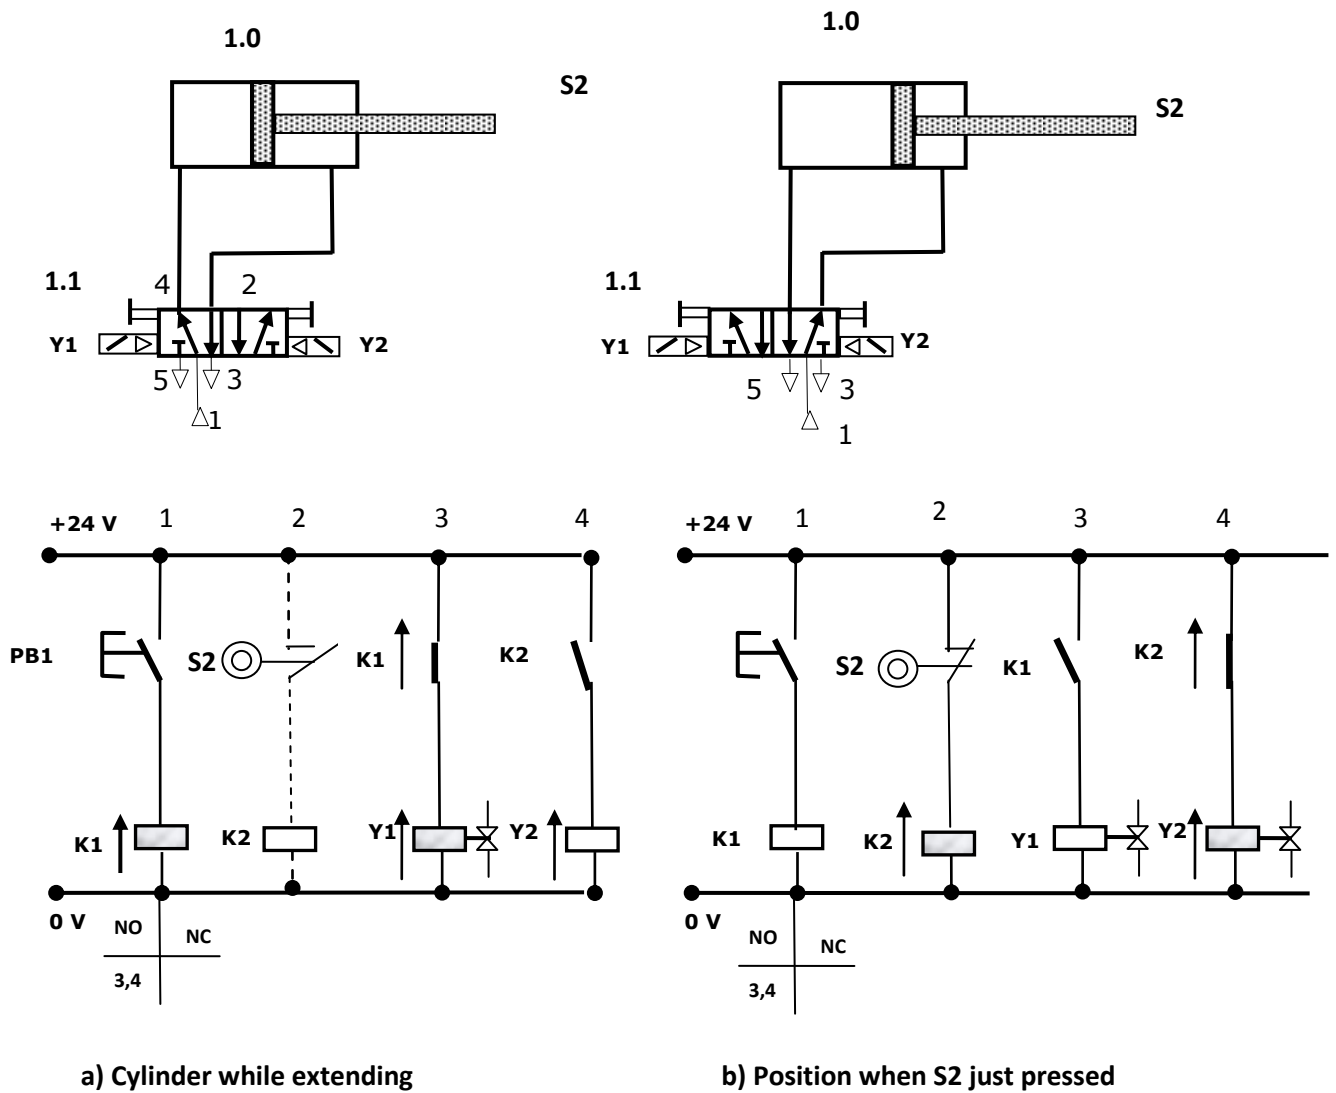 1.0
S2
1.1
4
2
Y1
Y2
5
3
1
1.0
S2
1.1
Y1
Y2
5
3
1
+24 V
1
2
3
4
PB1
S2
K1
K2
K1
K2
Y1
Y2
0 V
NO
NC
3,4
+24 V
1
2
3
4
S2
K1
K2
K1
K2
Y1
Y2
0 V
NO
NC
3,4
a) Cylinder while extending
b) Position when S2 just pressed